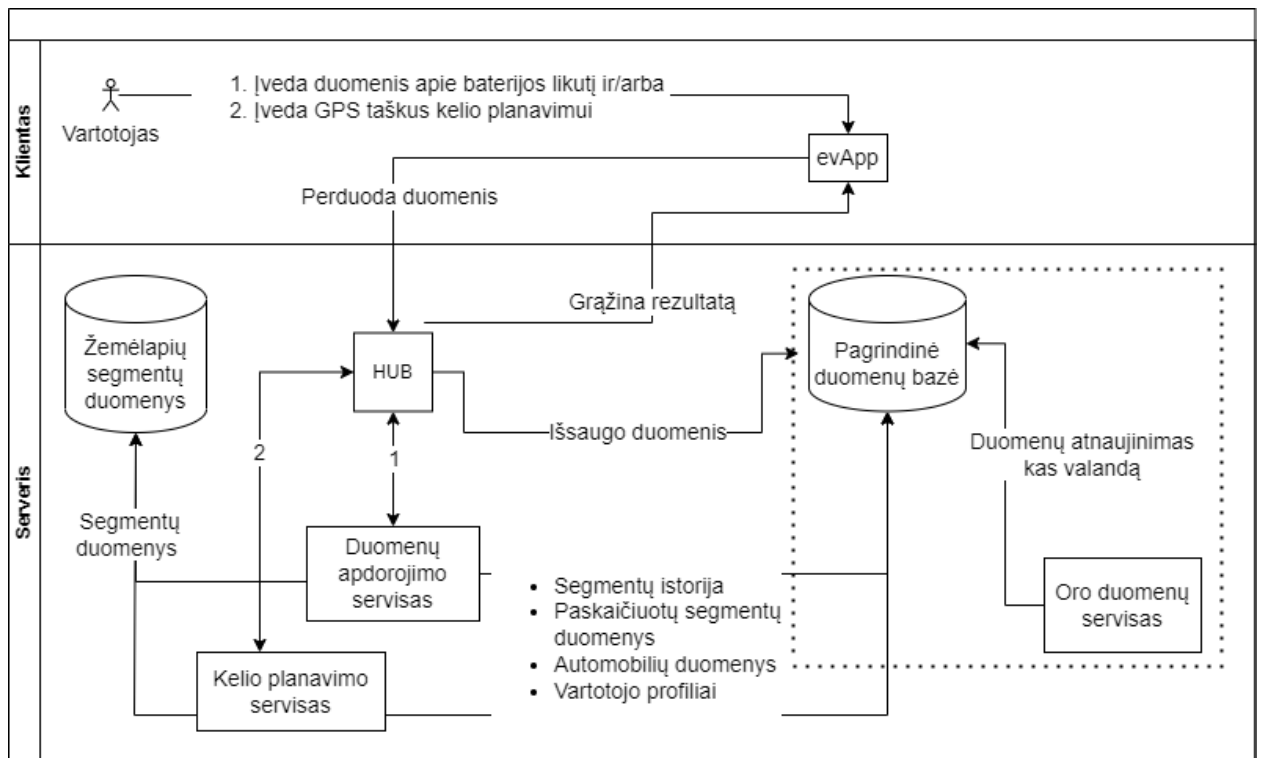 Klientas
1. Įveda duomenis apie baterijos likutį ir/arba
2. Įveda GPS taškus kelio planavimui
Vartotojas
evApp
Perduoda duomenis
Serveris
Grąžina rezultatą
Žemėlapių
segmentų
duomenys
HUB
Pagrindinė
duomenų bazė
Išsaugo duomenis
Duomenų atnaujinimas
kas valandą
2
1
Segmentų
duomenys
Duomenų
apdorojimo
servisas
• Segmentų istorija
• Paskaičiuotų segmentų
duomenys
• Automobilių duomenys
• Vartotojo profiliai
Oro duomenų
servisas
Kelio planavimo
servisas